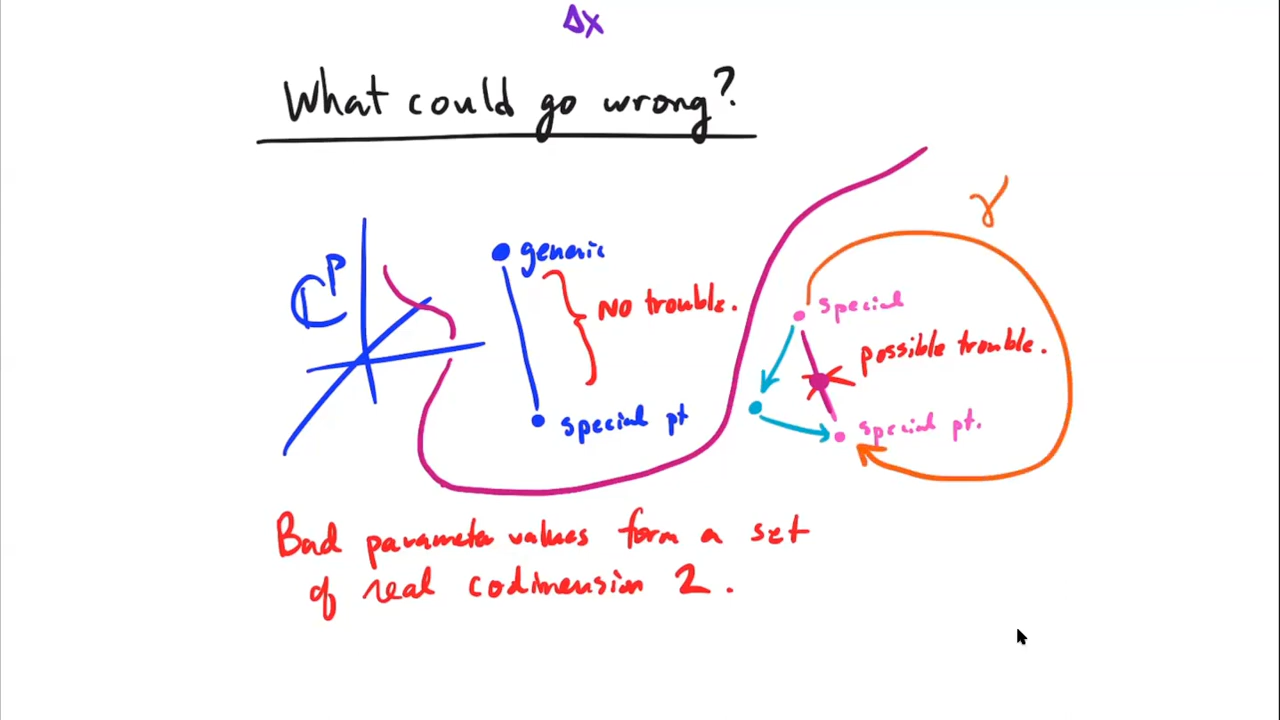 Δx
What could go wrong?
γ
ℂᴾ
generic
No trouble.
special
possible trouble.
special pt
special pt.
Bad parameter values form a set
of real codimension 2.